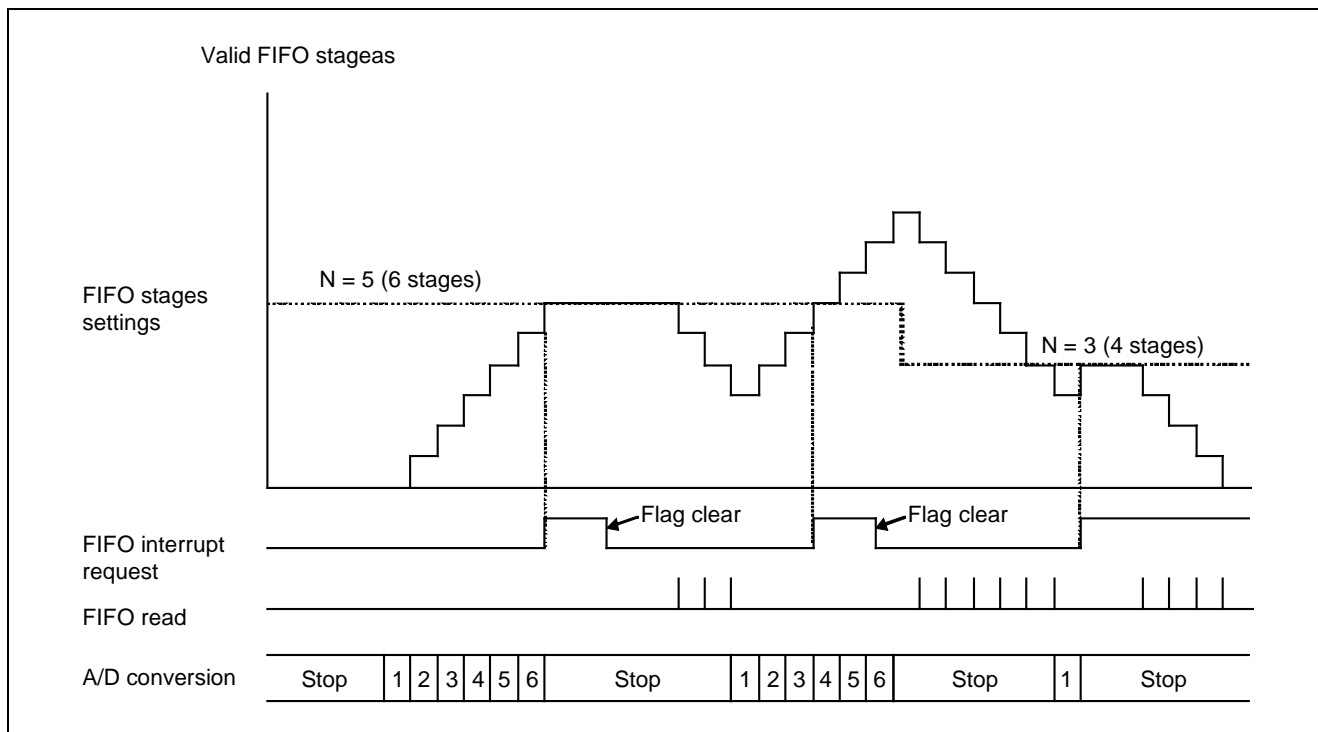 Valid FIFO stageas
N = 5 (6 stages)
FIFO stages
settings
N = 3 (4 stages)
Flag clear
Flag clear
FIFO interrupt
request
FIFO read
A/D conversion
Stop 1 2 3 4 5 6 Stop 1 2 3 4 5 6 Stop 1 Stop